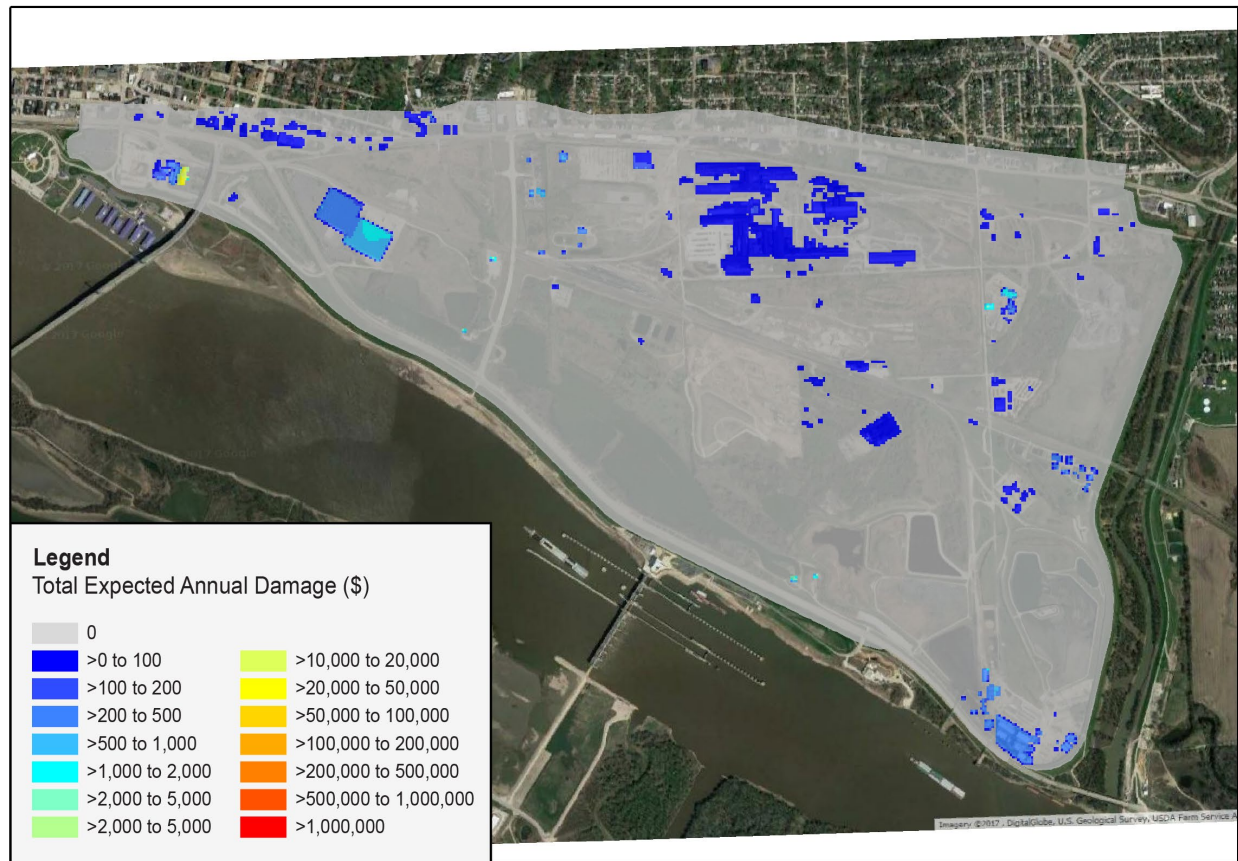 Legend
Total Expected Annual Damage ($)
0
>0 to 100
>100 to 200
>200 to 500
>500 to 1,000
>1,000 to 2,000
>2,000 to 5,000
>2,000 to 5,000
>10,000 to 20,000
>20,000 to 50,000
>50,000 to 100,000
>100,000 to 200,000
>200,000 to 500,000
>500,000 to 1,000,000
>1,000,000
Imagery ©2017 , DigitalGlobe, U.S. Geological Survey, USDA Farm Service A